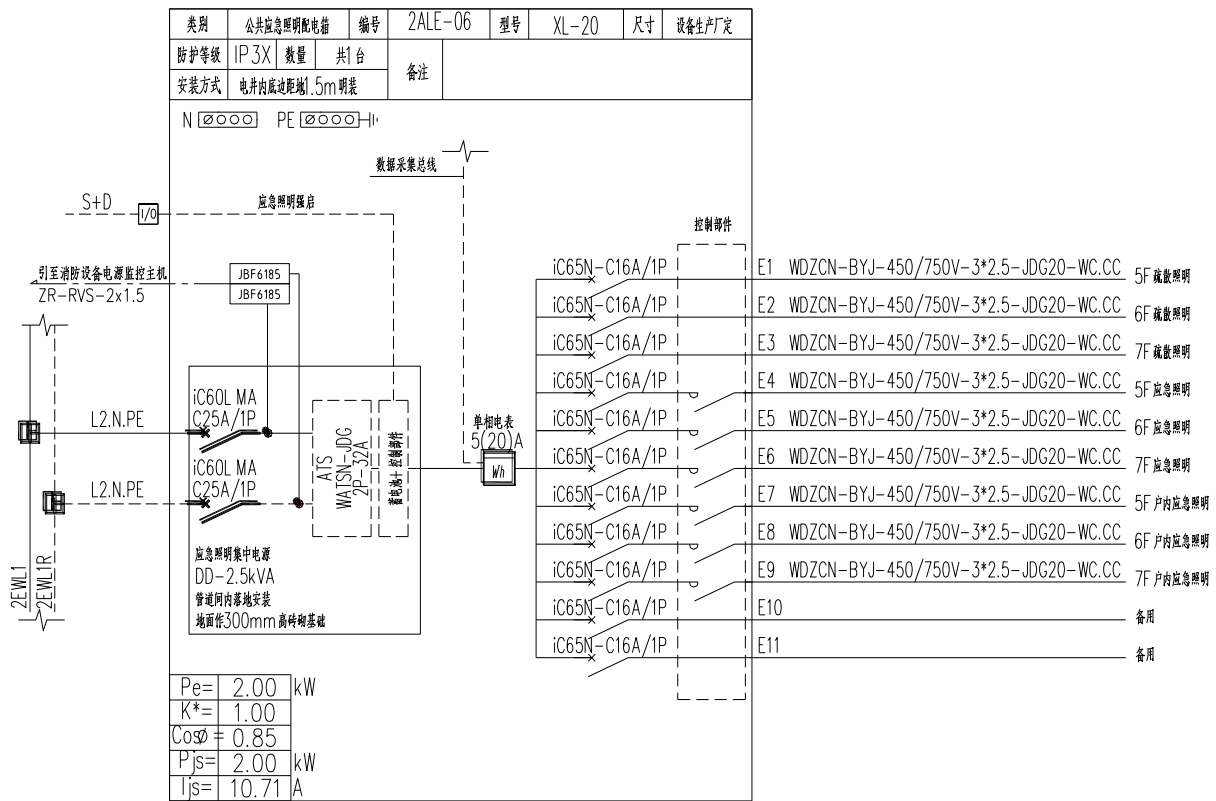 类别 公共应急照明配电箱 编号 2ALE-06 型号 XL-20 尺寸 设备生产厂定
防护等级 IP3X 数量 共1台 备注
安装方式 电井内底边距地1.5m明装
N PE
数据采集总线
S+D I/O 应急照明强启
控制部件
引至消防设备电源监控主机
ZR-RVS-2x1.5
JBF6185
JBF6185
iC60L MA
C25A/1P
L2.N.PE
iC60L MA
C25A/1P
L2.N.PE
ATS
WATSN-JDG
2P-32A
蓄电池+控制部件
单相电表
5(20)A
Wh
应急照明集中电源
DD-2.5kVA
管道间内落地安装
地面作300mm高砖砌基础
2EWL1
2EWL1R
iC65N-C16A/1P E1 WDZCN-BYJ-450/750V-3*2.5-JDG20-WC.CC 5F疏散照明
iC65N-C16A/1P E2 WDZCN-BYJ-450/750V-3*2.5-JDG20-WC.CC 6F疏散照明
iC65N-C16A/1P E3 WDZCN-BYJ-450/750V-3*2.5-JDG20-WC.CC 7F疏散照明
iC65N-C16A/1P E4 WDZCN-BYJ-450/750V-3*2.5-JDG20-WC.CC 5F应急照明
iC65N-C16A/1P E5 WDZCN-BYJ-450/750V-3*2.5-JDG20-WC.CC 6F应急照明
iC65N-C16A/1P E6 WDZCN-BYJ-450/750V-3*2.5-JDG20-WC.CC 7F应急照明
iC65N-C16A/1P E7 WDZCN-BYJ-450/750V-3*2.5-JDG20-WC.CC 5F户内应急照明
iC65N-C16A/1P E8 WDZCN-BYJ-450/750V-3*2.5-JDG20-WC.CC 6F户内应急照明
iC65N-C16A/1P E9 WDZCN-BYJ-450/750V-3*2.5-JDG20-WC.CC 7F户内应急照明
iC65N-C16A/1P E10 备用
iC65N-C16A/1P E11 备用
Pe= 2.00 kW
K*= 1.00
CosØ= 0.85
Pjs= 2.00 kW
Ijs= 10.71 A